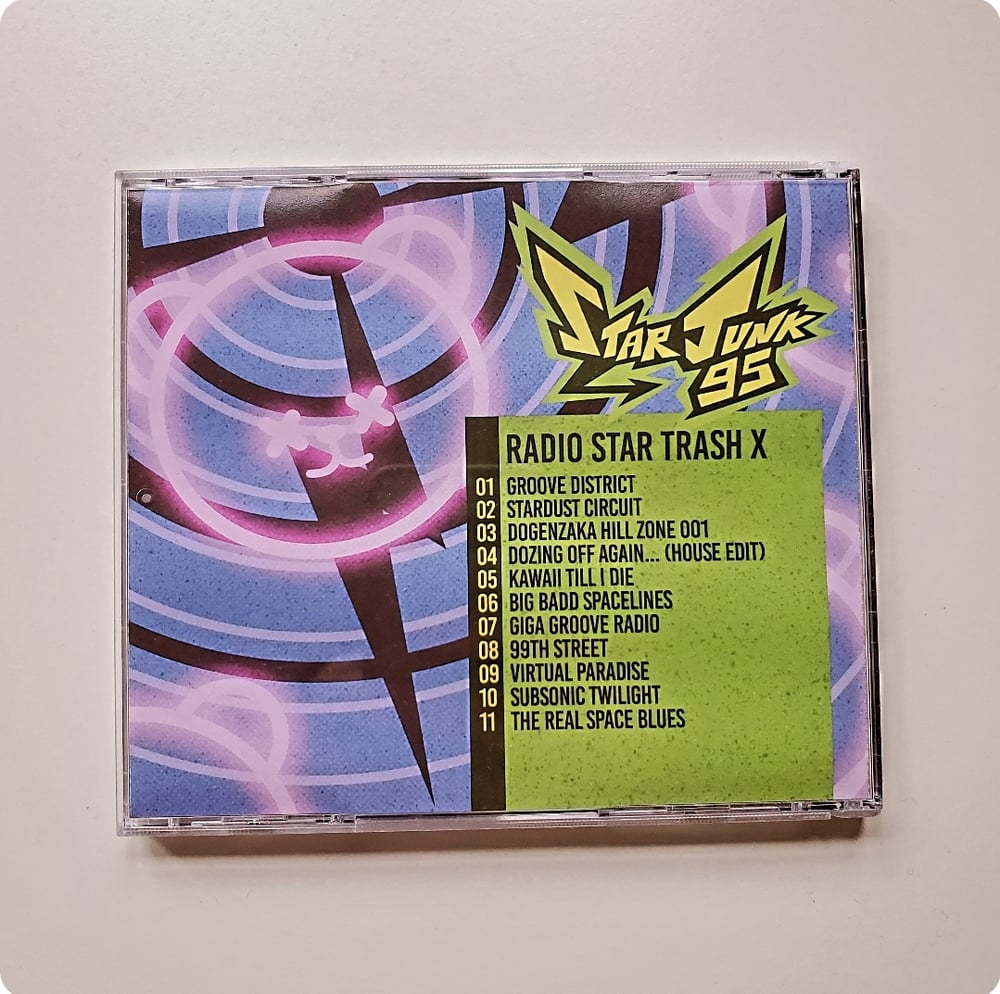 STAR JUNK
95
RADIO STAR TRASH X
01 GROOVE DISTRICT
02 STARDUST CIRCUIT
03 DOGENZAKA HILL ZONE 001
04 DOZING OFF AGAIN... (HOUSE EDIT)
05 KAWAII TILL I DIE
06 BIG BADD SPACELINES
07 GIGA GROOVE RADIO
08 99TH STREET
09 VIRTUAL PARADISE
10 SUBSONIC TWILIGHT
11 THE REAL SPACE BLUES